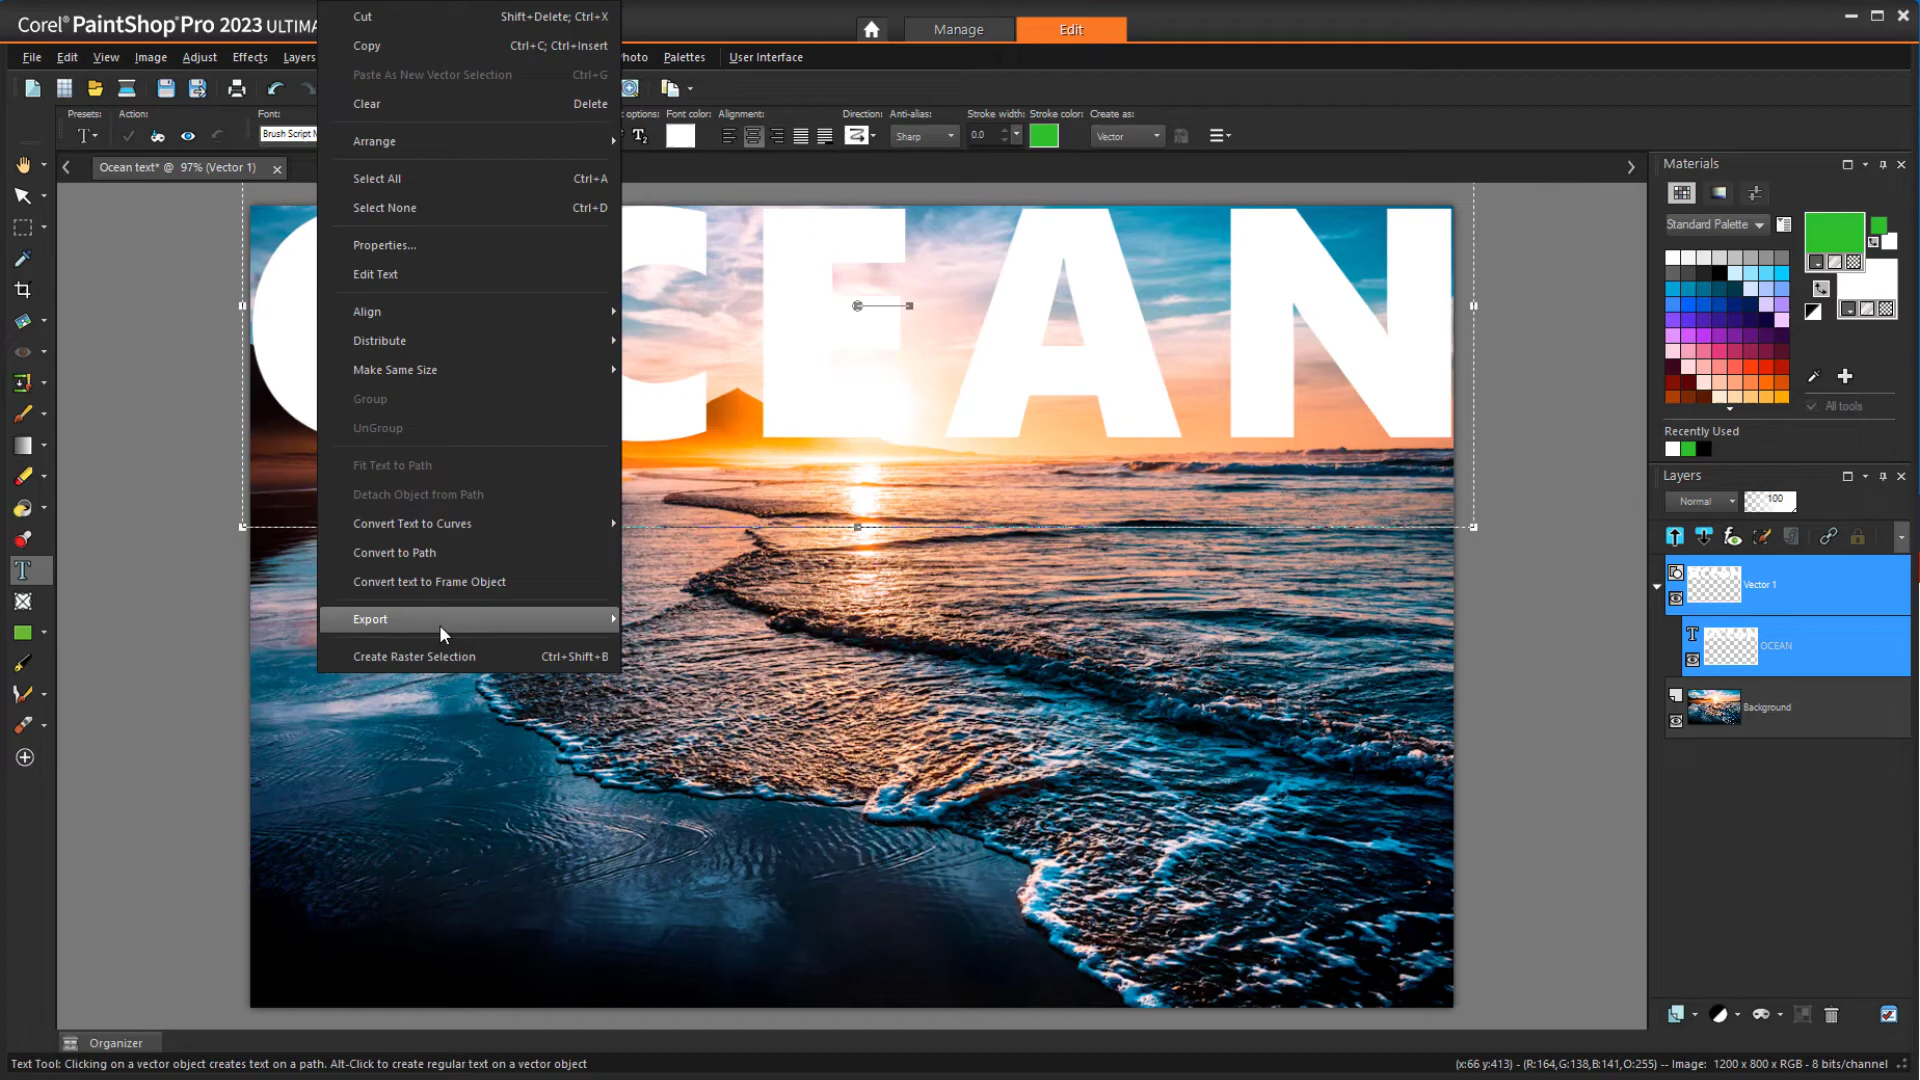 Corel® PaintShop® Pro 2023 ULTIMA
Manage
Edit
File
Edit
View
Image
Adjust
Effects
Layers
hoto
Palettes
User Interface
Presets:
Action:
Font:
options:
Font color:
Alignment:
Direction:
Anti-alias:
Stroke width:
Stroke color:
Create as:
Brush Script M
Sharp
0.0
Vector
Ocean text* @ 97% (Vector 1)
Cut Shift+Delete; Ctrl+X
Copy Ctrl+C; Ctrl+Insert
Paste As New Vector Selection Ctrl+G
Clear Delete
Arrange
Select All Ctrl+A
Select None Ctrl+D
Properties...
Edit Text
Align
Distribute
Make Same Size
Group
UnGroup
Fit Text to Path
Detach Object from Path
Convert Text to Curves
Convert to Path
Convert text to Frame Object
Export
Create Raster Selection Ctrl+Shift+B
OCEAN
Materials
Standard Palette
All tools
Recently Used
Layers
Normal
100
Vector 1
OCEAN
Background
Organizer
Text Tool: Clicking on a vector object creates text on a path. Alt-Click to create regular text on a vector object
(x:66 y:413) -- (R:164,G:138,B:141,O:255) -- Image: 1200 x 800 x RGB - 8 bits/channel